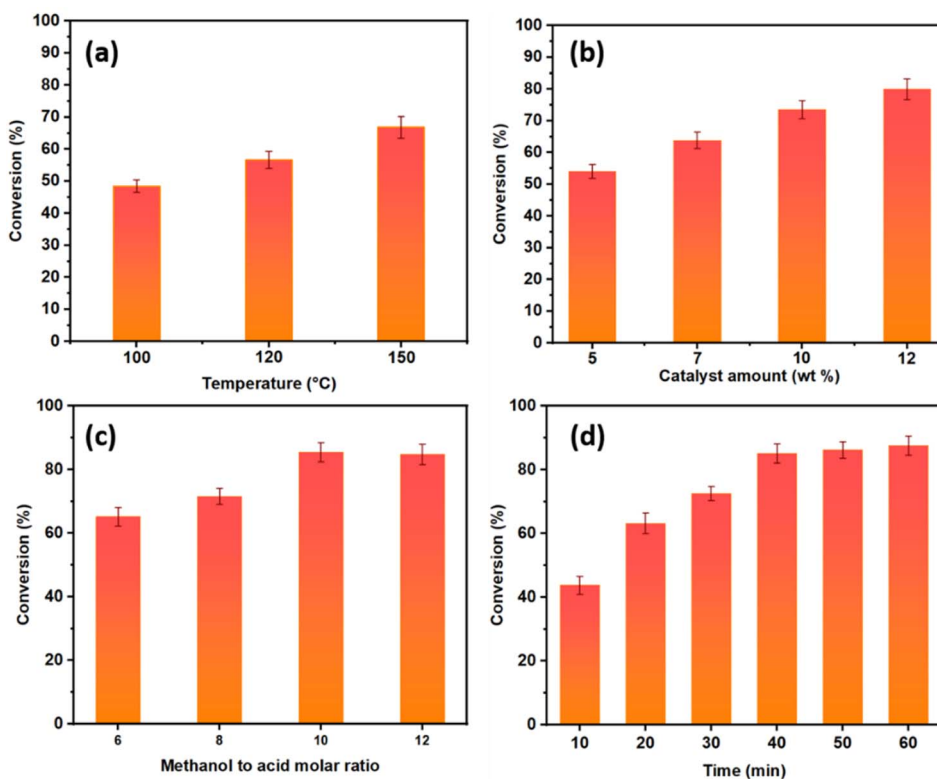 (a)
Conversion (%)
100
90
80
70
60
50
40
30
20
10
0
100 120 150
Temperature (°C)
(b)
Conversion (%)
100
90
80
70
60
50
40
30
20
10
0
5 7 10 12
Catalyst amount (wt %)
(c)
Conversion (%)
100
80
60
40
20
0
6 8 10 12
Methanol to acid molar ratio
(d)
Conversion (%)
100
80
60
40
20
0
10 20 30 40 50 60
Time (min)